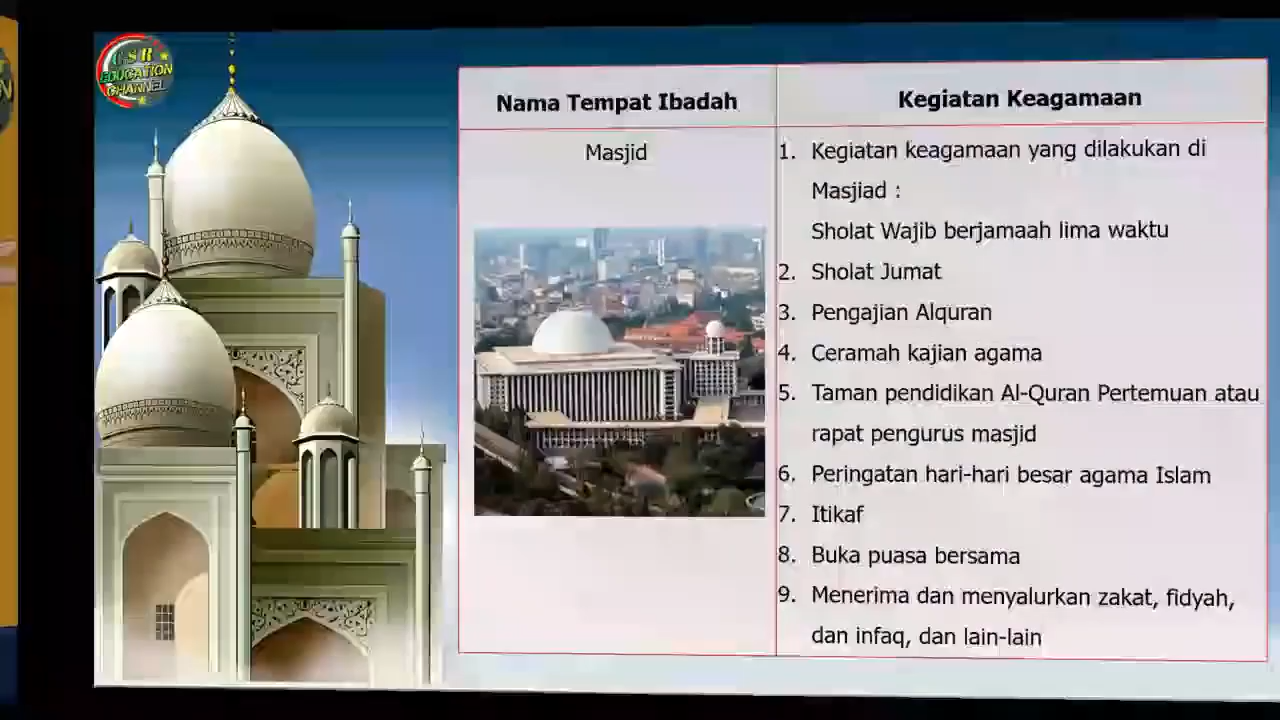 CSR
EDUCATION
CHANNEL
Nama Tempat Ibadah
Kegiatan Keagamaan
Masjid
1. Kegiatan keagamaan yang dilakukan di
Masjiad :
Sholat Wajib berjamaah lima waktu
2. Sholat Jumat
3. Pengajian Alquran
4. Ceramah kajian agama
5. Taman pendidikan Al-Quran Pertemuan atau
rapat pengurus masjid
6. Peringatan hari-hari besar agama Islam
7. Itikaf
8. Buka puasa bersama
9. Menerima dan menyalurkan zakat, fidyah,
dan infaq, dan lain-lain